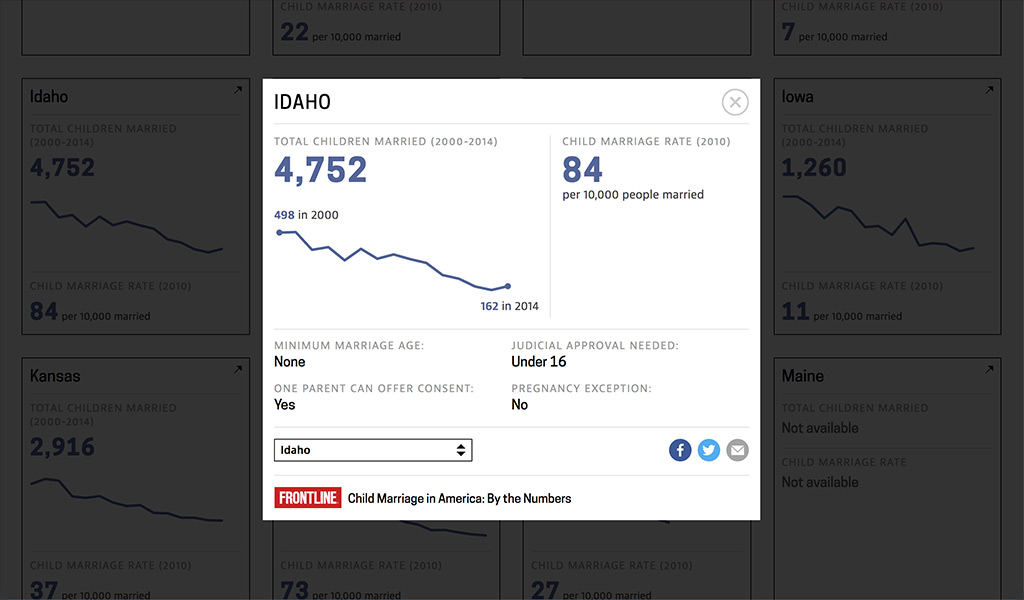 CHILD MARRIAGE RATE (2010)
CHILD MARRIAGE RATE (2010)
22 per 10,000 married
7 per 10,000 married
Idaho
TOTAL CHILDREN MARRIED
(2000-2014)
4,752
CHILD MARRIAGE RATE (2010)
84 per 10,000 married
IDAHO
TOTAL CHILDREN MARRIED (2000-2014)
4,752
498 in 2000
162 in 2014
CHILD MARRIAGE RATE (2010)
84
per 10,000 people married
MINIMUM MARRIAGE AGE:
None
JUDICIAL APPROVAL NEEDED:
Under 16
ONE PARENT CAN OFFER CONSENT:
Yes
PREGNANCY EXCEPTION:
No
Idaho
FRONTLINE Child Marriage in America: By the Numbers
Iowa
TOTAL CHILDREN MARRIED
(2000-2014)
1,260
CHILD MARRIAGE RATE (2010)
11 per 10,000 married
Kansas
TOTAL CHILDREN MARRIED
(2000-2014)
2,916
CHILD MARRIAGE RATE (2010)
37 per 10,000 married
CHILD MARRIAGE RATE (2010)
73 per 10,000 married
CHILD MARRIAGE RATE (2010)
27 per 10,000 married
Maine
TOTAL CHILDREN MARRIED
Not available
CHILD MARRIAGE RATE
Not available